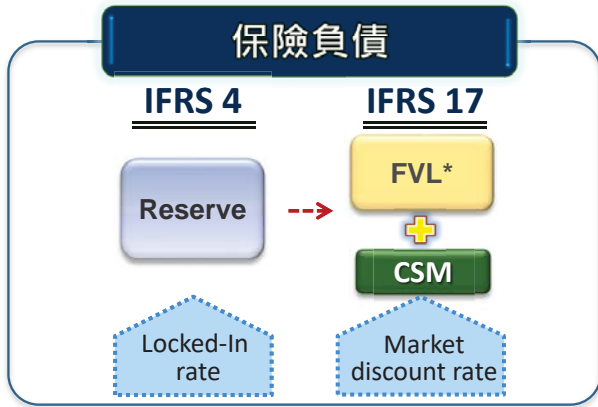 保險負債
IFRS 4
IFRS 17
Reserve
FVL*
CSM
Locked-In
rate
Market
discount rate